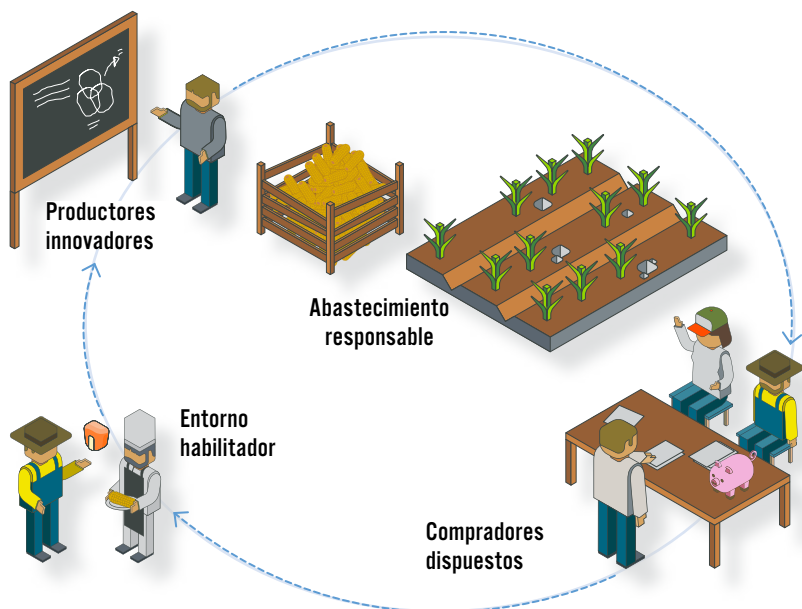 Productores
innovadores
Abastecimiento
responsable
Entorno
habilitador
Compradores
dispuestos